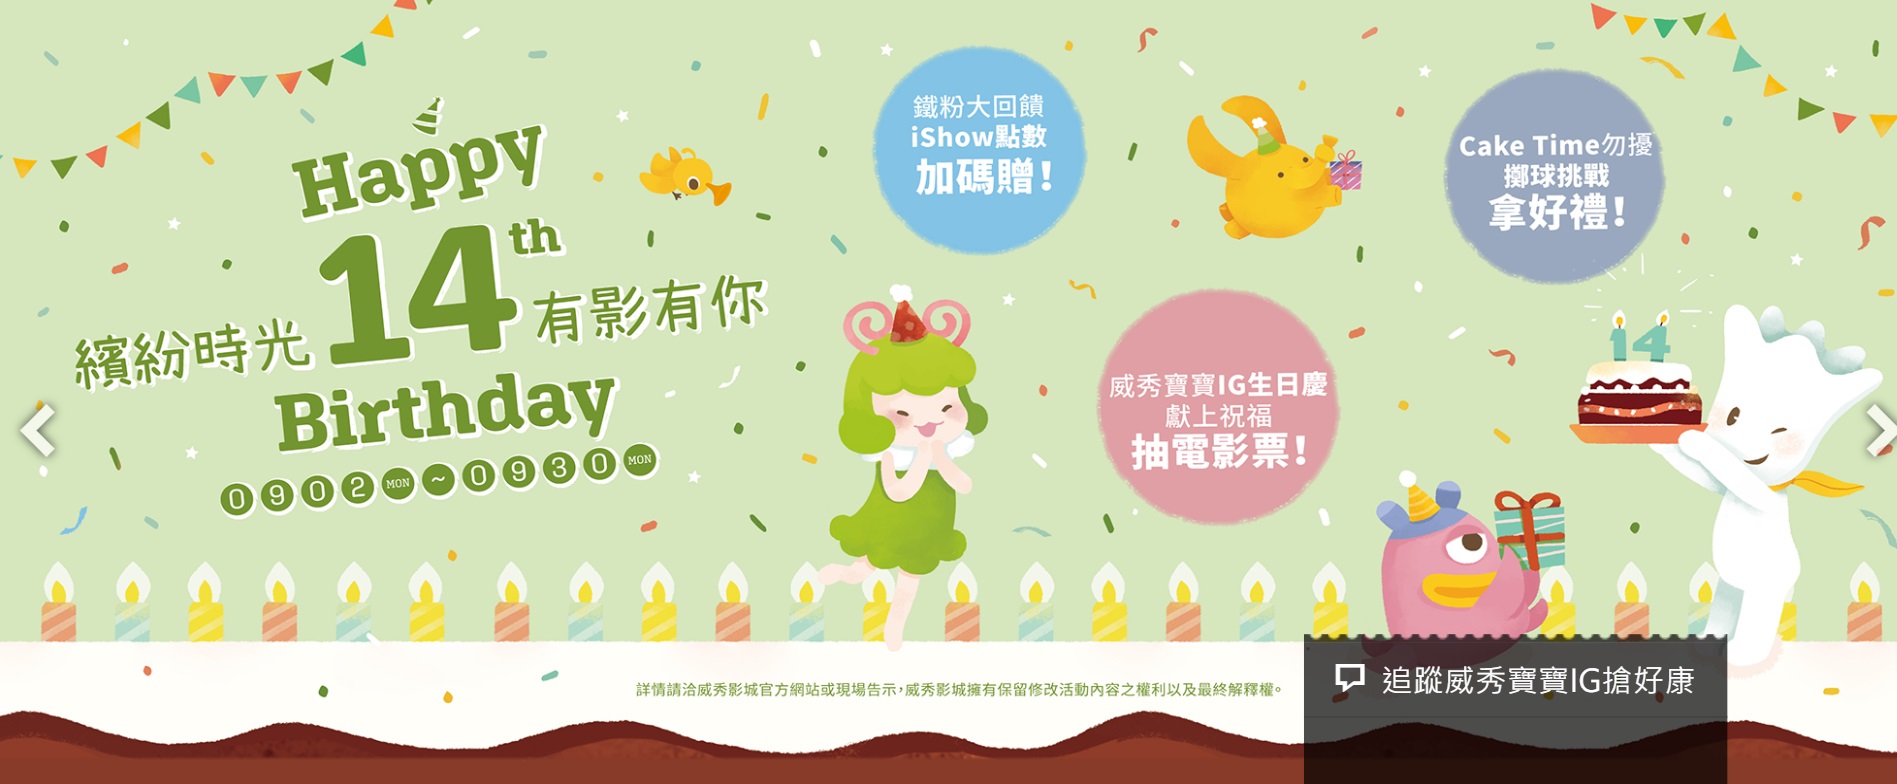 Happy
14th
繽紛時光
有影有你
Birthday
0902MON~0930MON
鐵粉大回饋
iShow點數
加碼贈!
Cake Time勿擾
擲球挑戰
拿好禮!
威秀寶寶IG生日慶
獻上祝福
抽電影票!
14
詳情請洽威秀影城官方網站或現場告示,威秀影城擁有保留修改活動內容之權利以及最終解釋權。
追蹤威秀寶寶IG搶好康